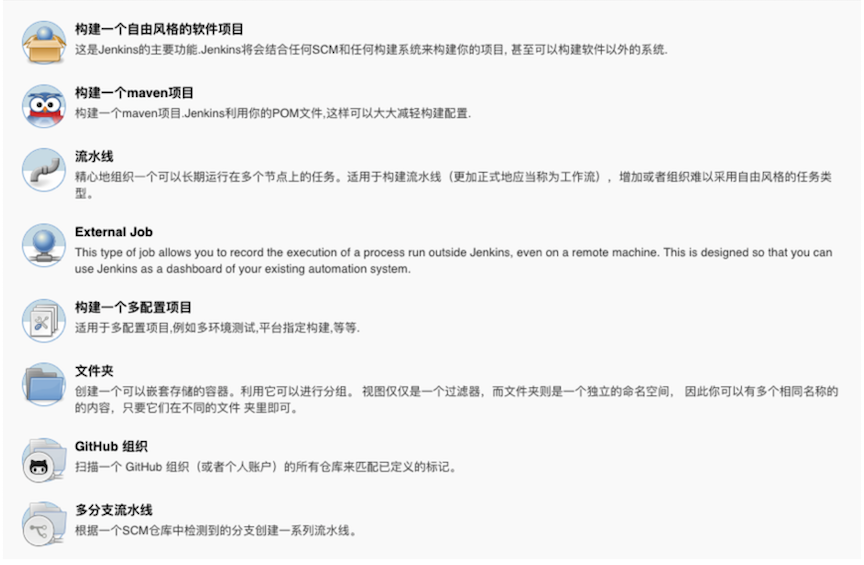 构建一个自由风格的软件项目
这是Jenkins的主要功能.Jenkins将会结合任何SCM和任何构建系统来构建你的项目, 甚至可以构建软件以外的系统.
构建一个maven项目
构建一个maven项目.Jenkins利用你的POM文件,这样可以大大减轻构建配置.
流水线
精心地组织一个可以长期运行在多个节点上的任务。适用于构建流水线（更加正式地应当称为工作流），增加或者组织难以采用自由风格的任务类
型。
External Job
This type of job allows you to record the execution of a process run outside Jenkins, even on a remote machine. This is designed so that you can
use Jenkins as a dashboard of your existing automation system.
构建一个多配置项目
适用于多配置项目,例如多环境测试,平台指定构建,等等.
文件夹
创建一个可以嵌套存储的容器。利用它可以进行分组。 视图仅仅是一个过滤器，而文件夹则是一个独立的命名空间， 因此你可以有多个相同名称的
的内容，只要它们在不同的文件 夹里即可。
GitHub 组织
扫描一个 GitHub 组织（或者个人账户）的所有仓库来匹配已定义的标记。
多分支流水线
根据一个SCM仓库中检测到的分支创建一系列流水线。